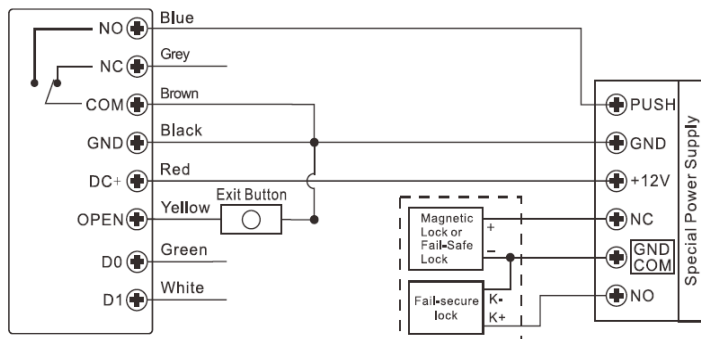 NO
Blue
NC
Grey
COM
Brown
GND
Black
DC+
Red
OPEN
Yellow
Exit Button
D0
Green
D1
White
Magnetic
Lock or
Fail-Safe
Lock
+
−
Fail-secure
lock
K-
K+
PUSH
GND
+12V
NC
GND
COM
NO
Special Power Supply